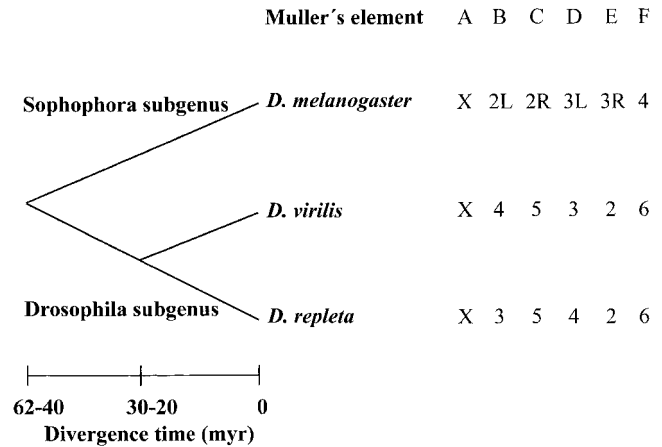 Muller´s element A B C D E F
Sophophora subgenus
D. melanogaster X 2L 2R 3L 3R 4
D. virilis X 4 5 3 2 6
Drosophila subgenus
D. repleta X 3 5 4 2 6
62-40 30-20 0
Divergence time (myr)